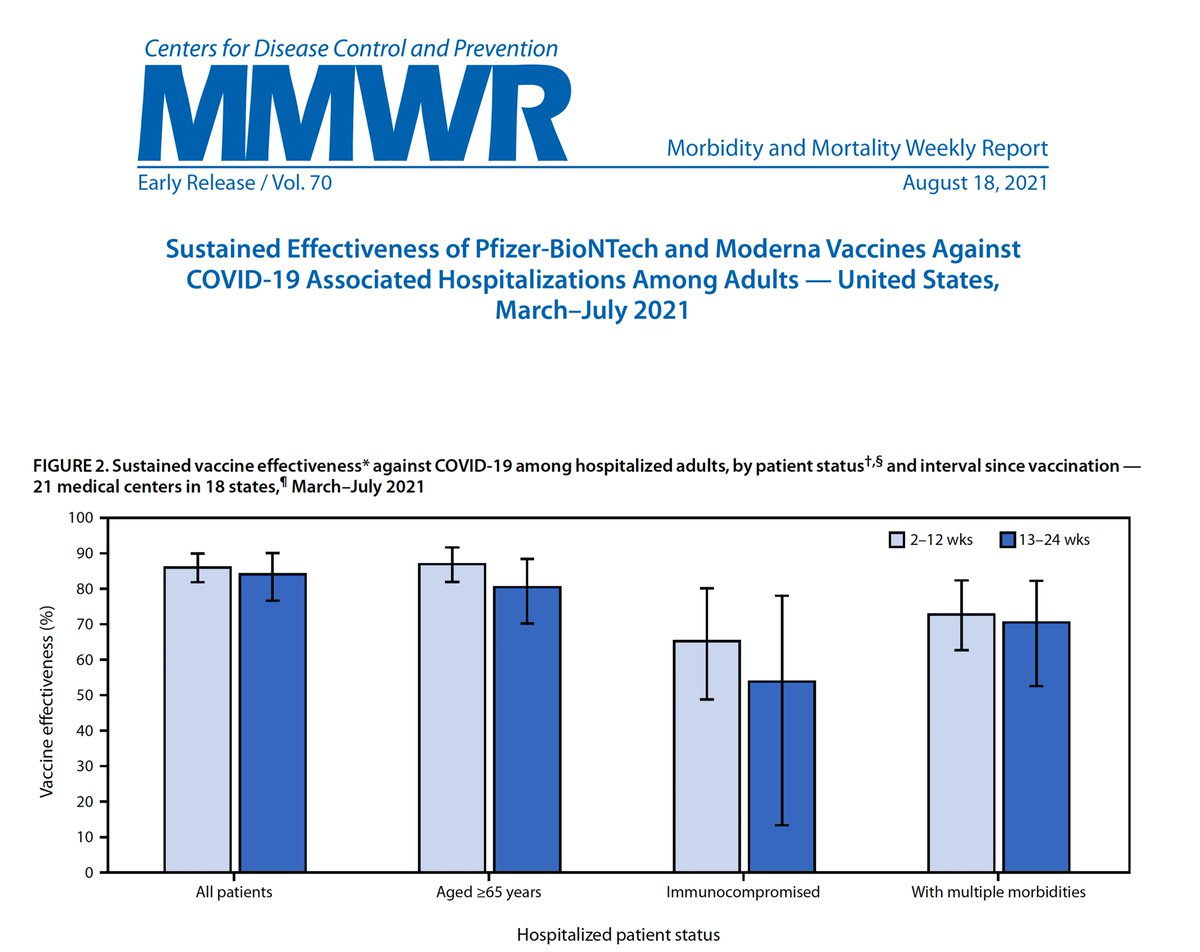 Centers for Disease Control and Prevention
MMWR
Morbidity and Mortality Weekly Report
Early Release / Vol. 70
August 18, 2021
Sustained Effectiveness of Pfizer-BioNTech and Moderna Vaccines Against
COVID-19 Associated Hospitalizations Among Adults — United States,
March–July 2021
FIGURE 2. Sustained vaccine effectiveness* against COVID-19 among hospitalized adults, by patient status†,§ and interval since vaccination —
21 medical centers in 18 states,¶ March–July 2021
100
90
80
70
60
50
40
30
20
10
0
Vaccine effectiveness (%)
2–12 wks
13–24 wks
All patients
Aged ≥65 years
Immunocompromised
With multiple morbidities
Hospitalized patient status